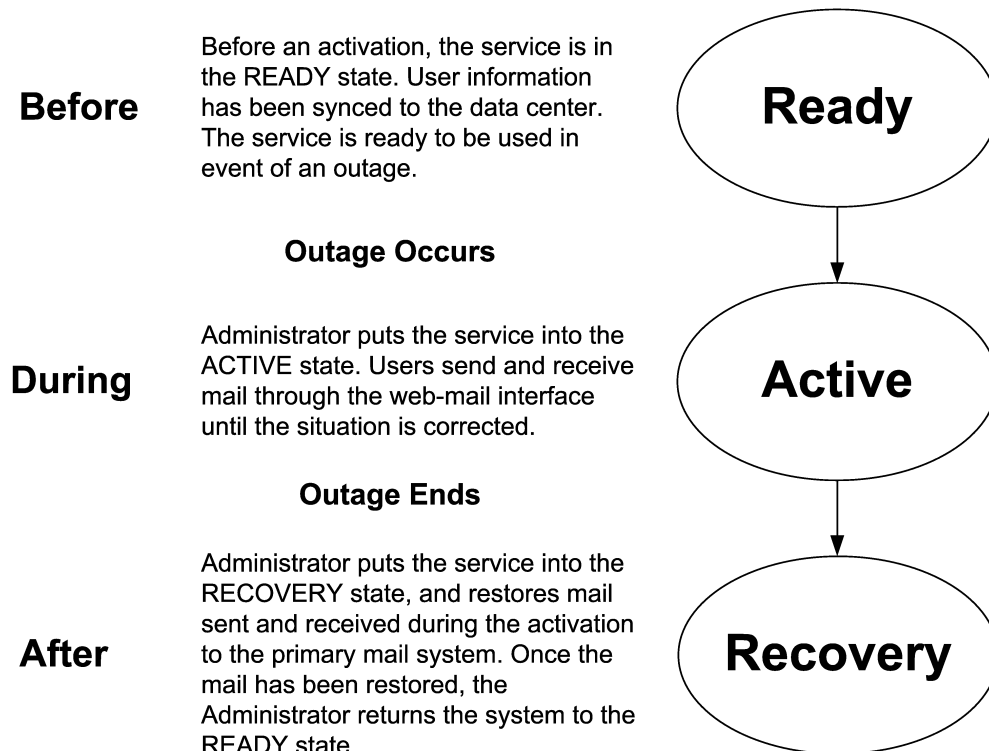 Before
Before an activation, the service is in
the READY state. User information
has been synced to the data center.
The service is ready to be used in
event of an outage.
Ready
Outage Occurs
During
Administrator puts the service into the
ACTIVE state. Users send and receive
mail through the web-mail interface
until the situation is corrected.
Active
Outage Ends
After
Administrator puts the service into the
RECOVERY state, and restores mail
sent and received during the activation
to the primary mail system. Once the
mail has been restored, the
Administrator returns the system to the
READY state
Recovery